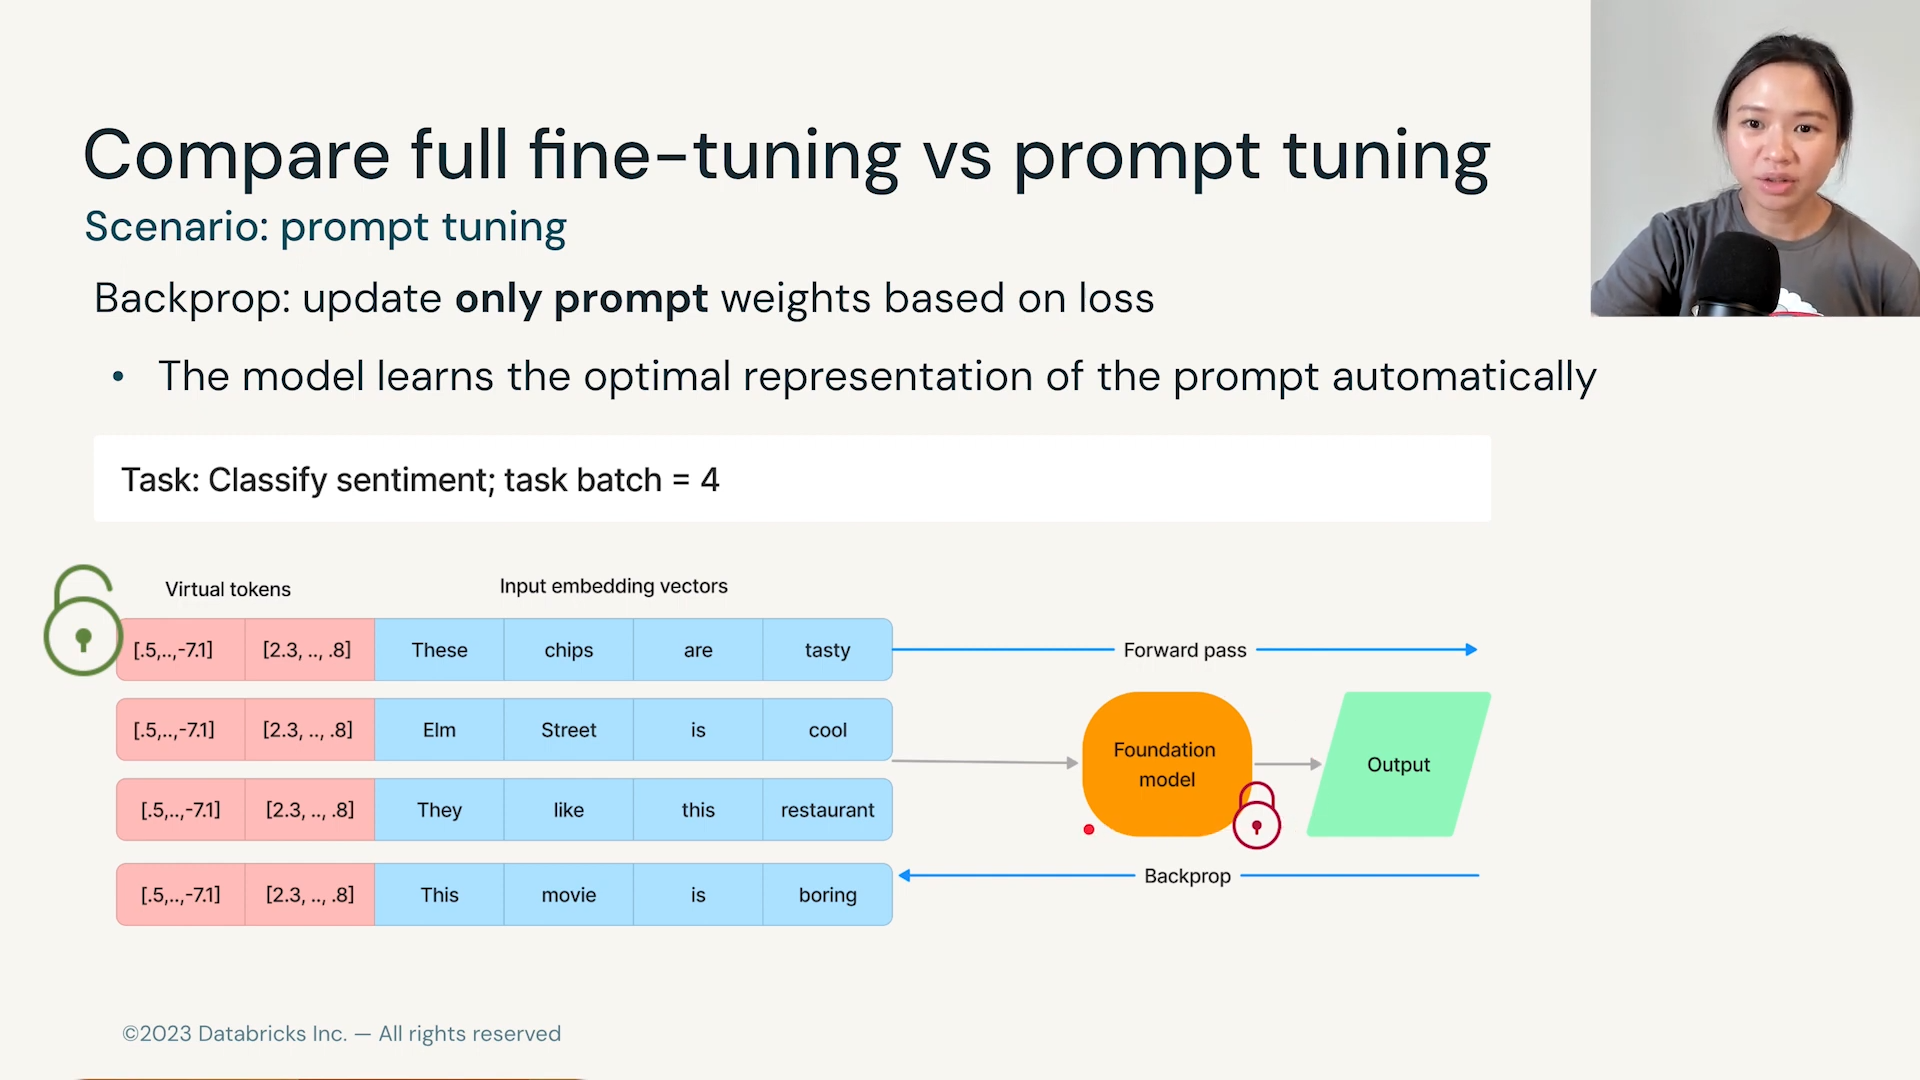 Compare full fine-tuning vs prompt tuning
Scenario: prompt tuning
Backprop: update only prompt weights based on loss
• The model learns the optimal representation of the prompt automatically
Task: Classify sentiment; task batch = 4
Virtual tokens Input embedding vectors
[.5,..,-7.1] [2.3, .., .8] These chips are tasty
Forward pass
[.5,..,-7.1] [2.3, .., .8] Elm Street is cool
Foundation
model
Output
[.5,..,-7.1] [2.3, .., .8] They like this restaurant
Backprop
[.5,..,-7.1] [2.3, .., .8] This movie is boring
©2023 Databricks Inc. — All rights reserved